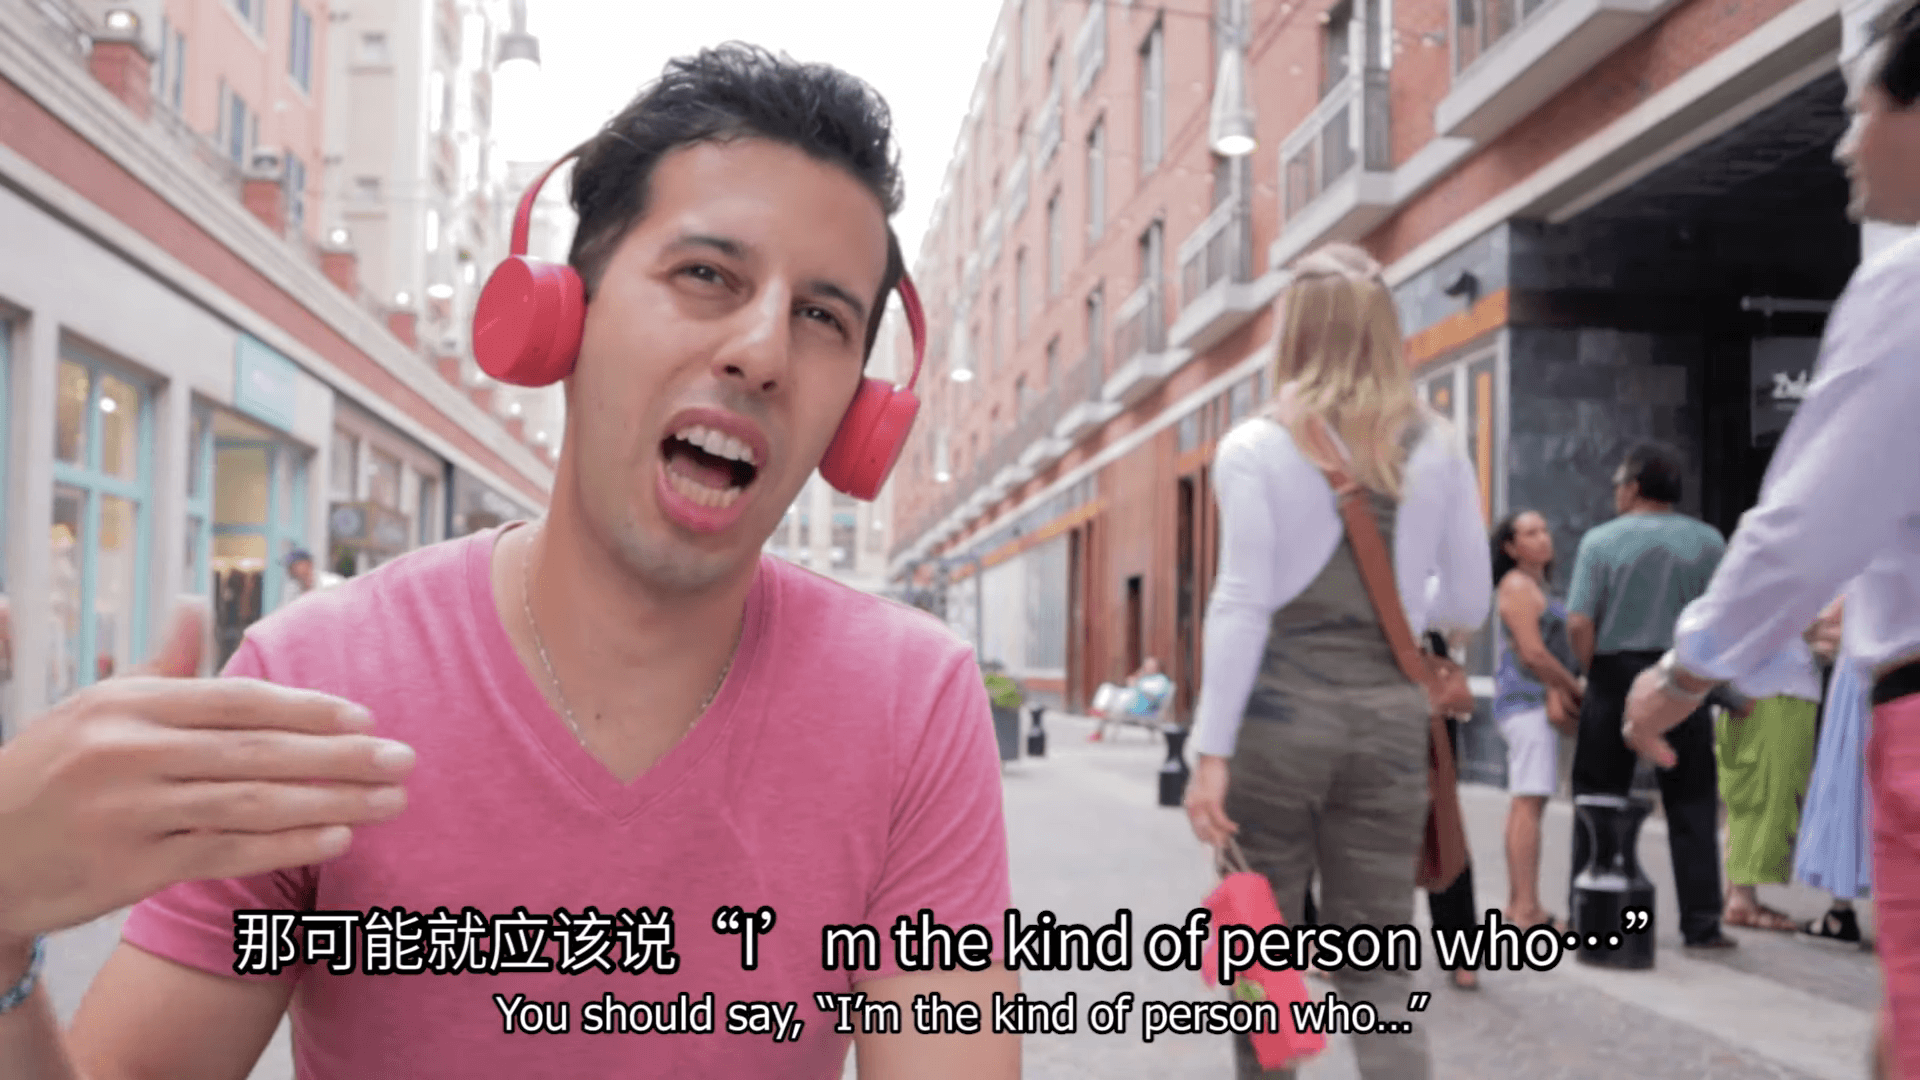 那可能就应该说“I’m the kind of person who…”
You should say, “I’m the kind of person who...”